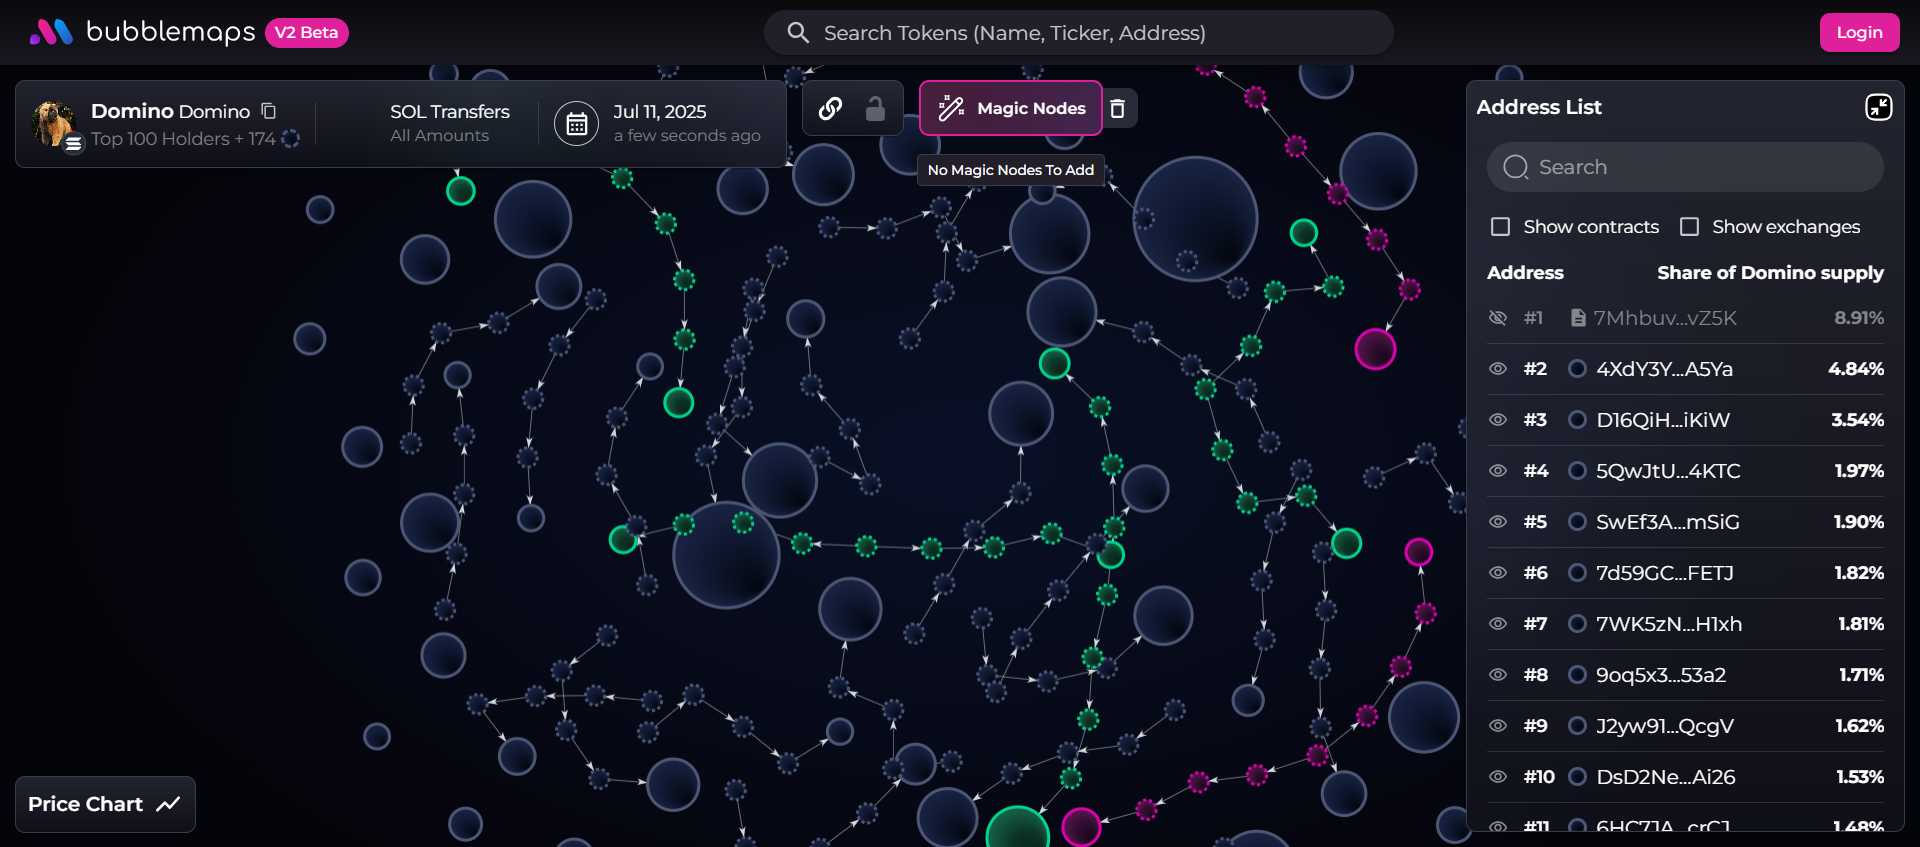 bubblemaps V2 Beta
Search Tokens (Name, Ticker, Address)
Login
Domino Domino
Top 100 Holders + 174
SOL Transfers
All Amounts
Jul 11, 2025
a few seconds ago
Magic Nodes
No Magic Nodes To Add
Address List
Search
Show contracts Show exchanges
Address Share of Domino supply
#1 7Mhbuv...vZ5K 8.91%
#2 4XdY3Y...A5Ya 4.84%
#3 D16QiH...iKiW 3.54%
#4 5QwJtU...4KTC 1.97%
#5 SwEf3A...mSiG 1.90%
#6 7d59GC...FETJ 1.82%
#7 7WK5zN...H1xh 1.81%
#8 9oq5x3...53a2 1.71%
#9 J2yw91...QcgV 1.62%
#10 DsD2Ne...Ai26 1.53%
#11 6HC7JA...crCJ 1.48%
Price Chart